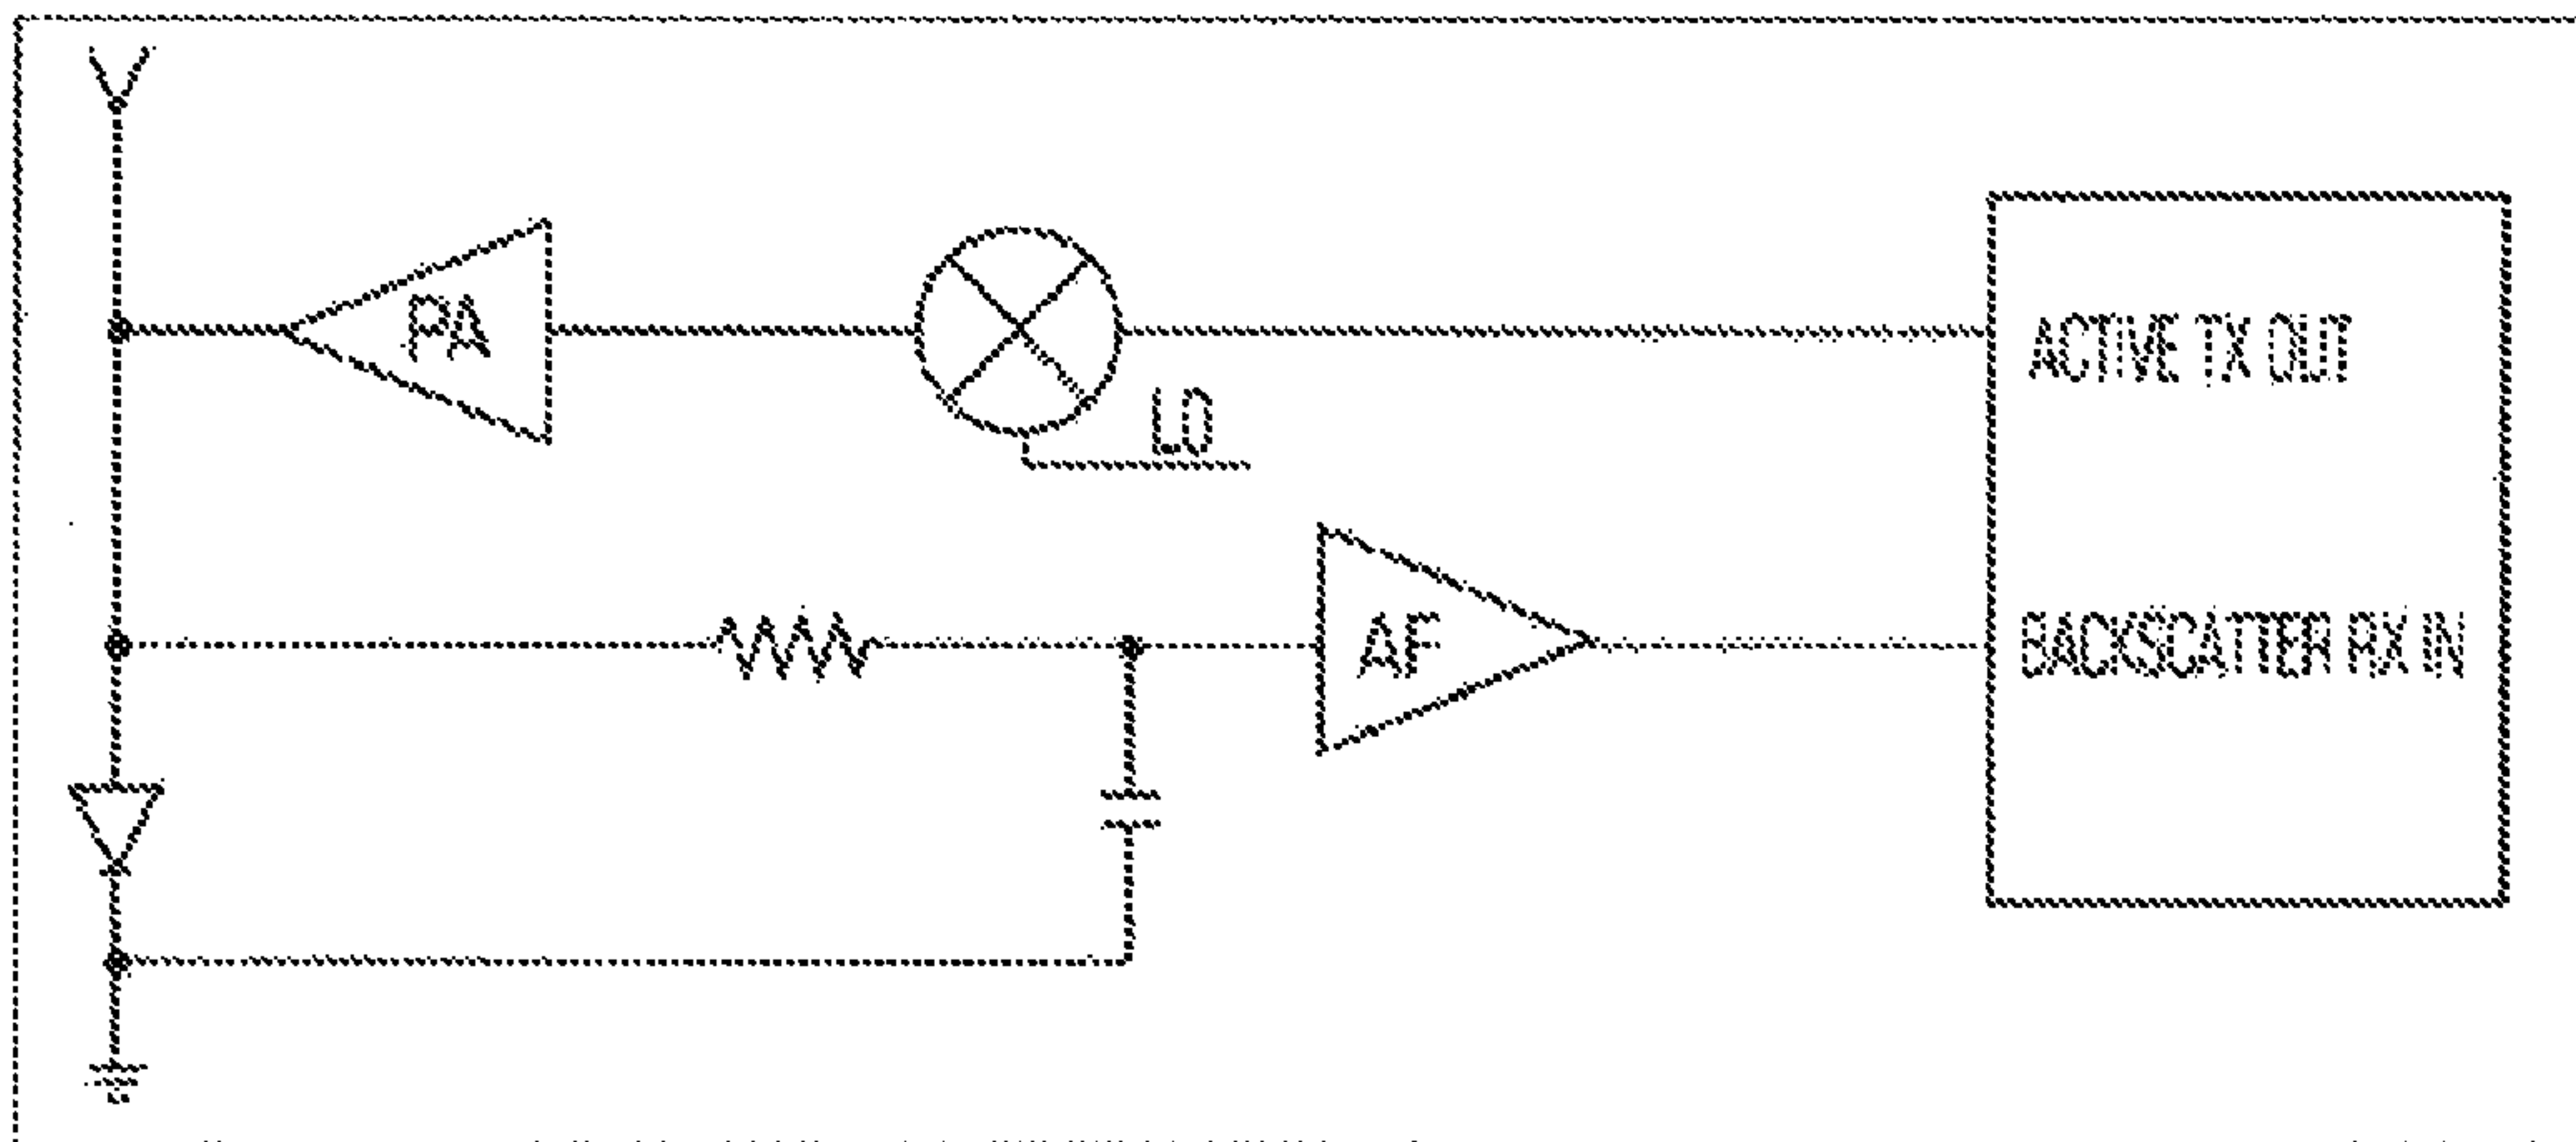 PA
ACTIVE TX OUT
LO
AF
BACKSCATTER RX IN